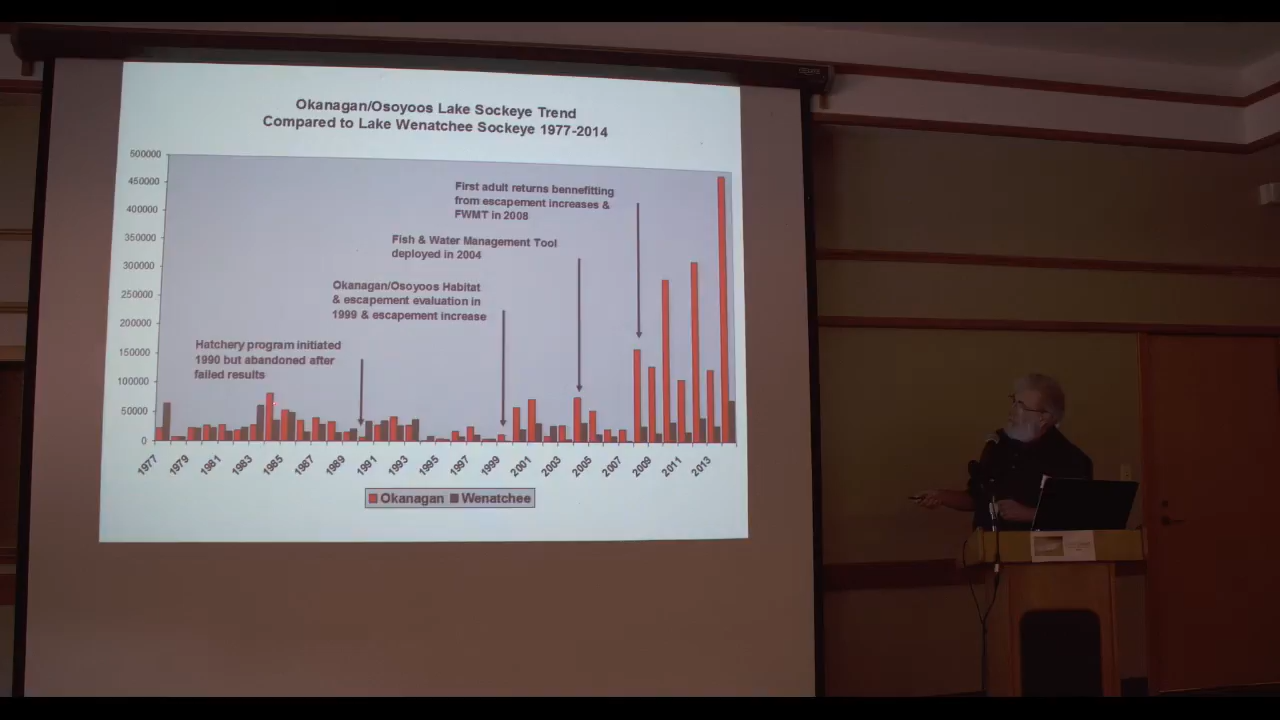 Okanagan/Osoyoos Lake Sockeye Trend
Compared to Lake Wenatchee Sockeye 1977-2014
500000
450000
400000
350000
300000
250000
200000
150000
100000
50000
0
First adult returns bennefitting
from escapement increases &
FWMT in 2008
Fish & Water Management Tool
deployed in 2004
Okanagan/Osoyoos Habitat
& escapement evaluation in
1999 & escapement increase
Hatchery program initiated
1990 but abandoned after
failed results
1977 1979 1981 1983 1985 1987 1989 1991 1993 1995 1997 1999 2001 2003 2005 2007 2009 2011 2013
Okanagan Wenatchee